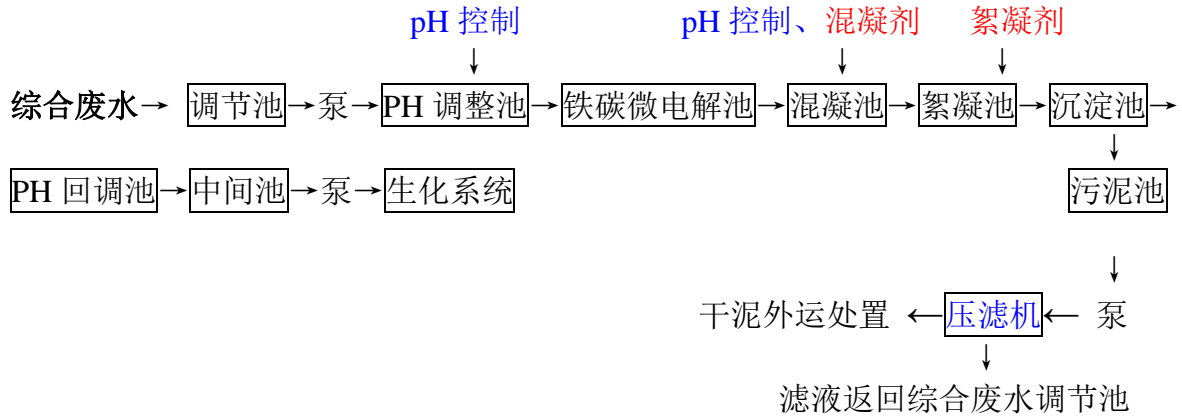 pH 控制 pH 控制、混凝剂 絮凝剂
综合废水→ 调节池→泵→PH 调整池→铁碳微电解池→混凝池→絮凝池→沉淀池→
PH 回调池→中间池→泵→生化系统 污泥池
干泥外运处置 ←压滤机← 泵
滤液返回综合废水调节池